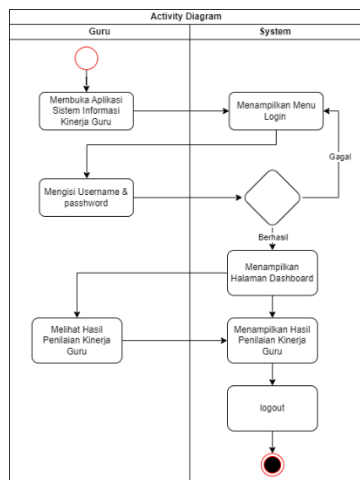 Activity Diagram
Guru
System
Membuka Aplikasi
Sistem Informasi
Kinerja Guru
Menampilkan Menu
Login
Gagal
Mengisi Username &
passhword
Berhasil
Menampilkan
Halaman Dashboard
Melihat Hasil
Penilaian Kinerja
Guru
Menampilkan Hasil
Penilaian Kinerja
Guru
logout